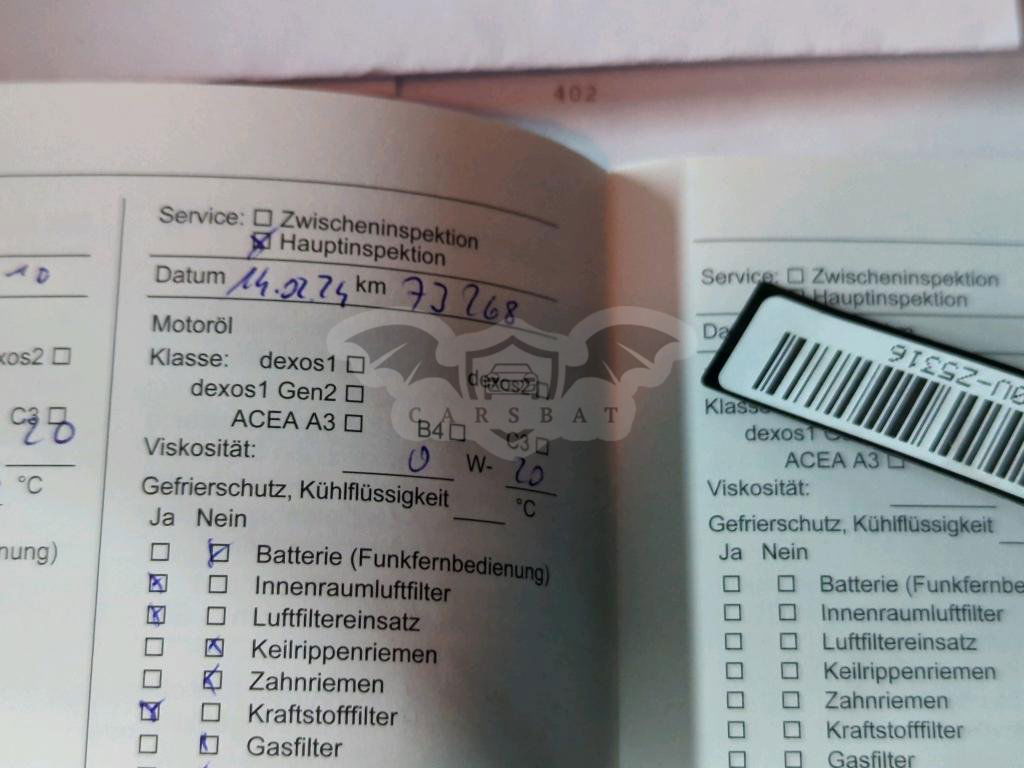 402
10
xos2
C3
20
°C
nung)
Service: Zwischeninspektion
Hauptinspektion
Datum 14.02.24 km 73268
Motoröl
Klasse: dexos1 dexos2
dexos1 Gen2
ACEA A3 B4 C3
Viskosität: 0 W- 20
Gefrierschutz, Kühlflüssigkeit °C
Ja Nein
Batterie (Funkfernbedienung)
Innenraumluftfilter
Luftfiltereinsatz
Keilrippenriemen
Zahnriemen
Kraftstofffilter
Gasfilter
CARSBAT
Service: Zwischeninspektion
Hauptinspektion
Da
U-Z5316
Klasse
dexos1
ACEA A3
Viskosität:
Gefrierschutz, Kühlflüssigkeit
Ja Nein
Batterie (Funkfernbe
Innenraumluftfilter
Luftfiltereinsatz
Keilrippenriemen
Zahnriemen
Kraftstofffilter
Gasfilter